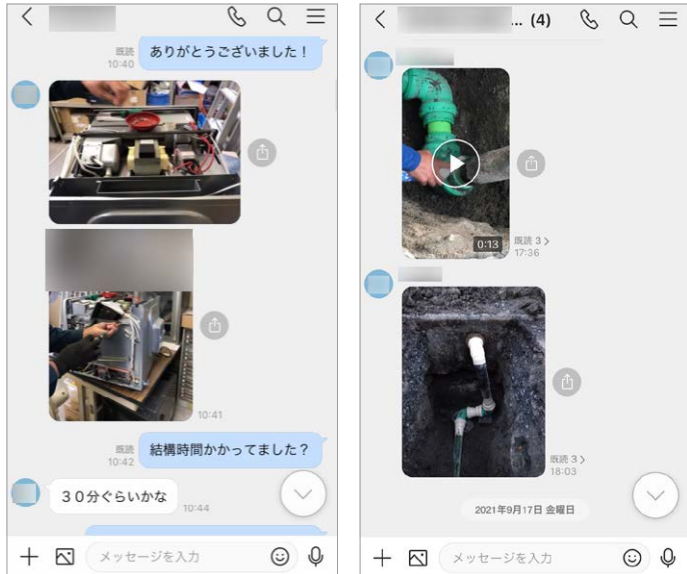 既読
10:40
ありがとうございました！
10:41
既読
10:42
結構時間かかってました？
３０分ぐらいかな
10:44
メッセージを入力
... (4)
0:13
既読 3
17:36
既読 3
18:03
2021年9月17日 金曜日
メッセージを入力